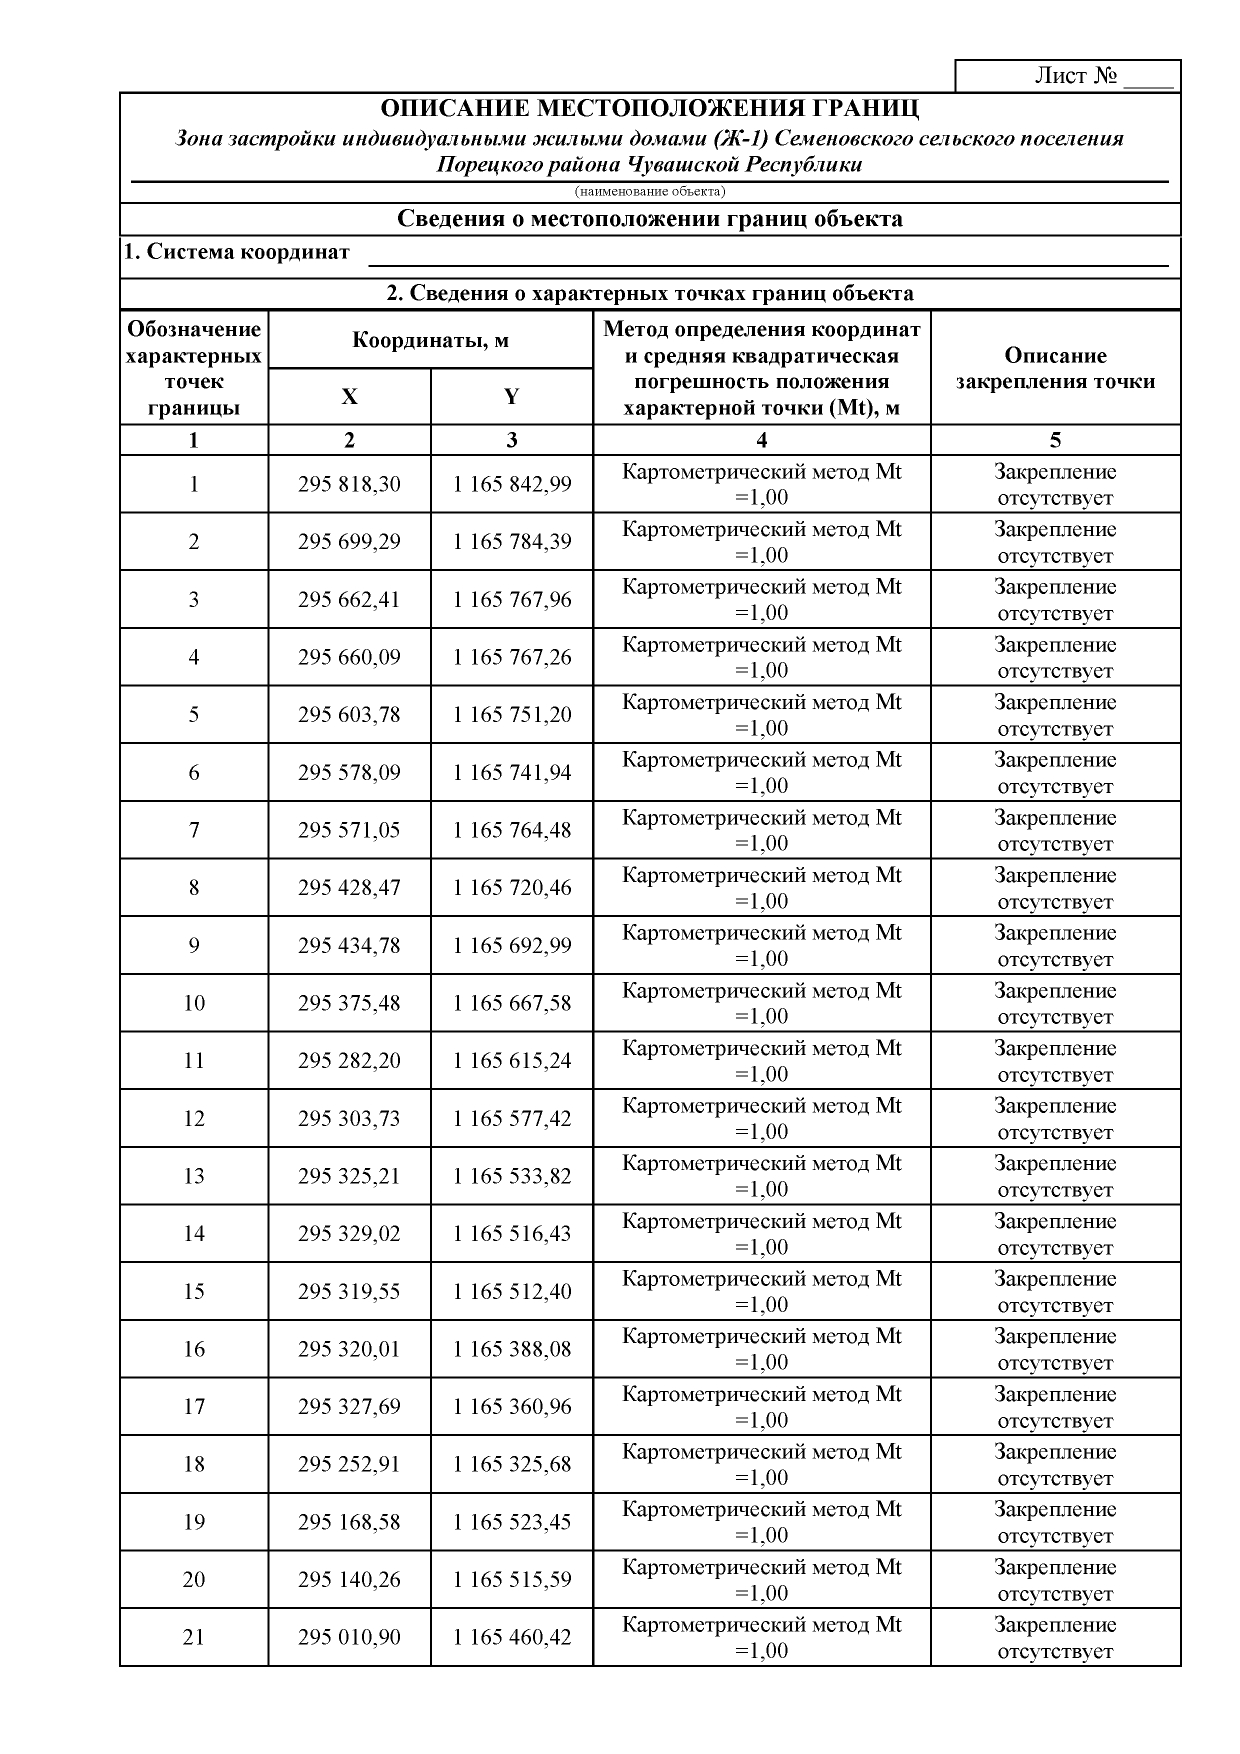 Лист № ____
ОПИСАНИЕ МЕСТОПОЛОЖЕНИЯ ГРАНИЦ
Зона застройки индивидуальными жилыми домами (Ж-1) Семеновского сельского поселения
Порецкого района Чувашской Республики
(наименование объекта)
Сведения о местоположении границ объекта
1. Система координат
2. Сведения о характерных точках границ объекта
Обозначение характерных точек границы
Координаты, м
X
Y
Метод определения координат и средняя квадратическая погрешность положения характерной точки (Mt), м
Описание закрепления точки
1 2 3 4 5
1 295 818,30 1 165 842,99 Картометрический метод Mt =1,00 Закрепление отсутствует
2 295 699,29 1 165 784,39 Картометрический метод Mt =1,00 Закрепление отсутствует
3 295 662,41 1 165 767,96 Картометрический метод Mt =1,00 Закрепление отсутствует
4 295 660,09 1 165 767,26 Картометрический метод Mt =1,00 Закрепление отсутствует
5 295 603,78 1 165 751,20 Картометрический метод Mt =1,00 Закрепление отсутствует
6 295 578,09 1 165 741,94 Картометрический метод Mt =1,00 Закрепление отсутствует
7 295 571,05 1 165 764,48 Картометрический метод Mt =1,00 Закрепление отсутствует
8 295 428,47 1 165 720,46 Картометрический метод Mt =1,00 Закрепление отсутствует
9 295 434,78 1 165 692,99 Картометрический метод Mt =1,00 Закрепление отсутствует
10 295 375,48 1 165 667,58 Картометрический метод Mt =1,00 Закрепление отсутствует
11 295 282,20 1 165 615,24 Картометрический метод Mt =1,00 Закрепление отсутствует
12 295 303,73 1 165 577,42 Картометрический метод Mt =1,00 Закрепление отсутствует
13 295 325,21 1 165 533,82 Картометрический метод Mt =1,00 Закрепление отсутствует
14 295 329,02 1 165 516,43 Картометрический метод Mt =1,00 Закрепление отсутствует
15 295 319,55 1 165 512,40 Картометрический метод Mt =1,00 Закрепление отсутствует
16 295 320,01 1 165 388,08 Картометрический метод Mt =1,00 Закрепление отсутствует
17 295 327,69 1 165 360,96 Картометрический метод Mt =1,00 Закрепление отсутствует
18 295 252,91 1 165 325,68 Картометрический метод Mt =1,00 Закрепление отсутствует
19 295 168,58 1 165 523,45 Картометрический метод Mt =1,00 Закрепление отсутствует
20 295 140,26 1 165 515,59 Картометрический метод Mt =1,00 Закрепление отсутствует
21 295 010,90 1 165 460,42 Картометрический метод Mt =1,00 Закрепление отсутствует